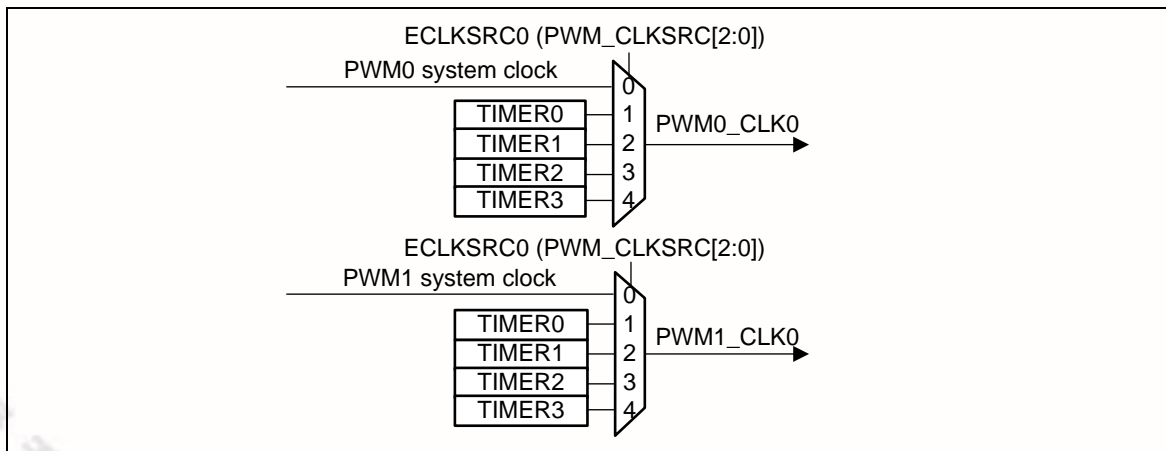 ECLKSRC0 (PWM_CLKSRC[2:0])
PWM0 system clock
0
TIMER0 1
PWM0_CLK0
TIMER1 2
TIMER2 3
TIMER3 4
ECLKSRC0 (PWM_CLKSRC[2:0])
PWM1 system clock
0
TIMER0 1
PWM1_CLK0
TIMER1 2
TIMER2 3
TIMER3 4